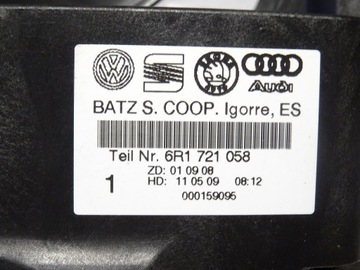 Audi
BATZ S. COOP. Igorre, ES
Teil Nr. 6R1 721 058
ZD: 01 09 08
1 HD: 11 05 09 08:12
000159095